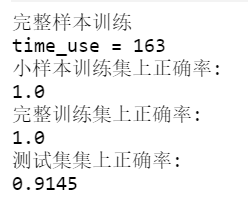 完整样本训练
time_use = 163
小样本训练集上正确率:
1.0
完整训练集上正确率:
1.0
测试集集上正确率:
0.9145